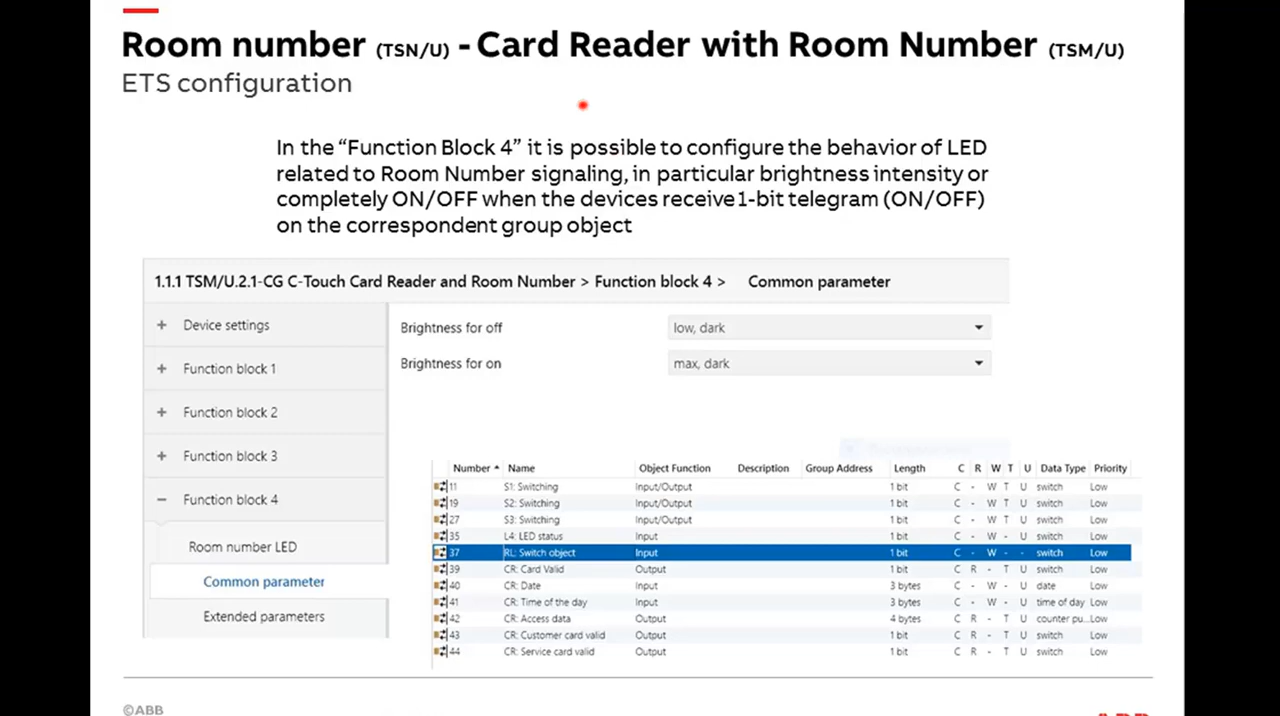 Room number (TSN/U) - Card Reader with Room Number (TSM/U)
ETS configuration
In the “Function Block 4” it is possible to configure the behavior of LED
related to Room Number signaling, in particular brightness intensity or
completely ON/OFF when the devices receive 1-bit telegram (ON/OFF)
on the correspondent group object
1.1.1 TSM/U.2.1-CG C-Touch Card Reader and Room Number > Function block 4 > Common parameter
+ Device settings
+ Function block 1
+ Function block 2
+ Function block 3
− Function block 4
Room number LED
Common parameter
Extended parameters
Brightness for off low, dark
Brightness for on max, dark
Number Name Object Function Description Group Address Length C R W T U Data Type Priority
11 S1: Switching Input/Output 1 bit C - W T U switch Low
19 S2: Switching Input/Output 1 bit C - W T U switch Low
27 S3: Switching Input/Output 1 bit C - W T U switch Low
35 L4: LED status Input 1 bit C - W T U switch Low
37 RL: Switch object Input 1 bit C - W - - switch Low
39 CR: Card Valid Output 1 bit C R - T U switch Low
40 CR: Date Input 3 bytes C - W - U date Low
41 CR: Time of the day Input 3 bytes C - W - U time of day Low
42 CR: Access data Output 4 bytes C R - T U counter pu... Low
43 CR: Customer card valid Output 1 bit C R - T U switch Low
44 CR: Service card valid Output 1 bit C R - T U switch Low
©ABB
ABB